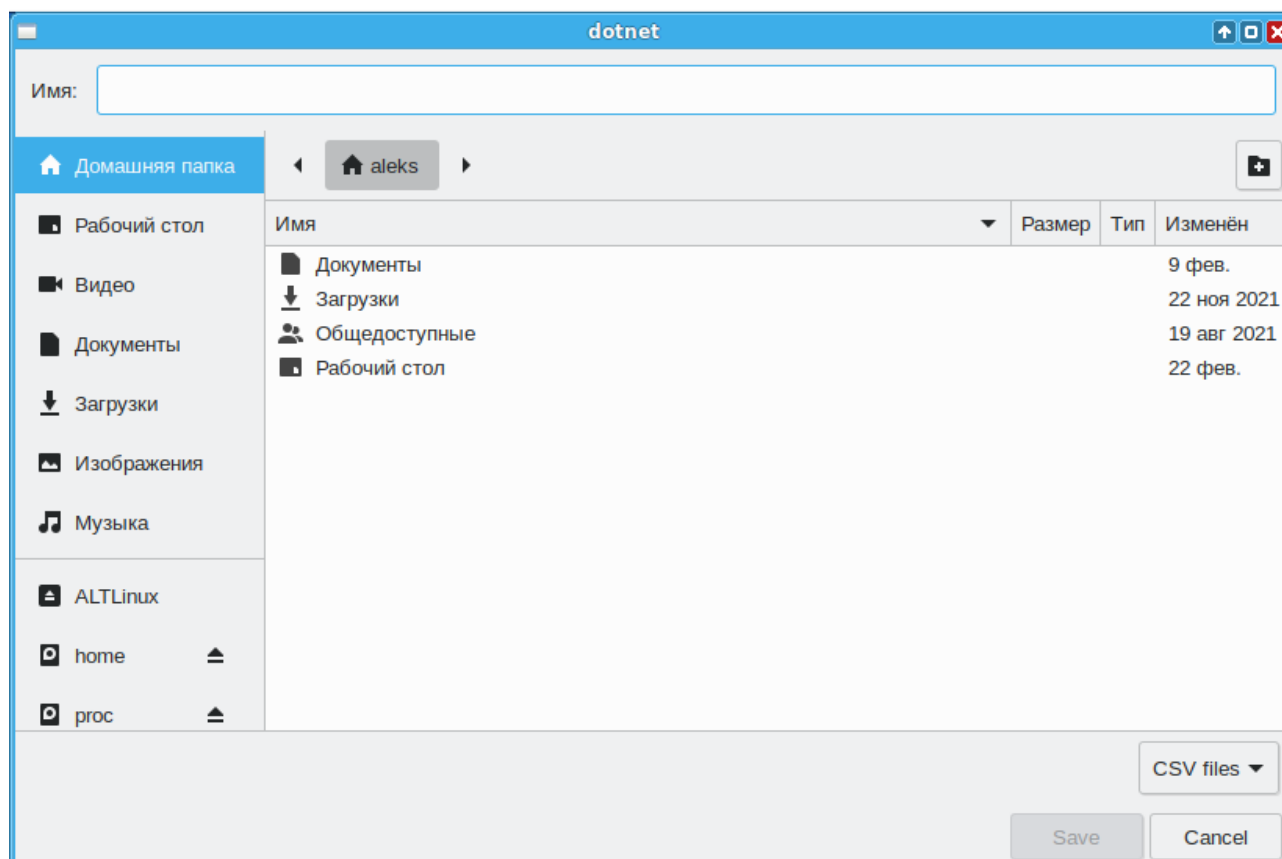 dotnet
Имя:
Домашняя папка
aleks
Рабочий стол
Имя Размер Тип Изменён
Документы 9 фев.
Видео
Загрузки 22 ноя 2021
Общедоступные 19 авг 2021
Документы
Рабочий стол 22 фев.
Загрузки
Изображения
Музыка
ALTLinux
home
proc
CSV files
Save Cancel